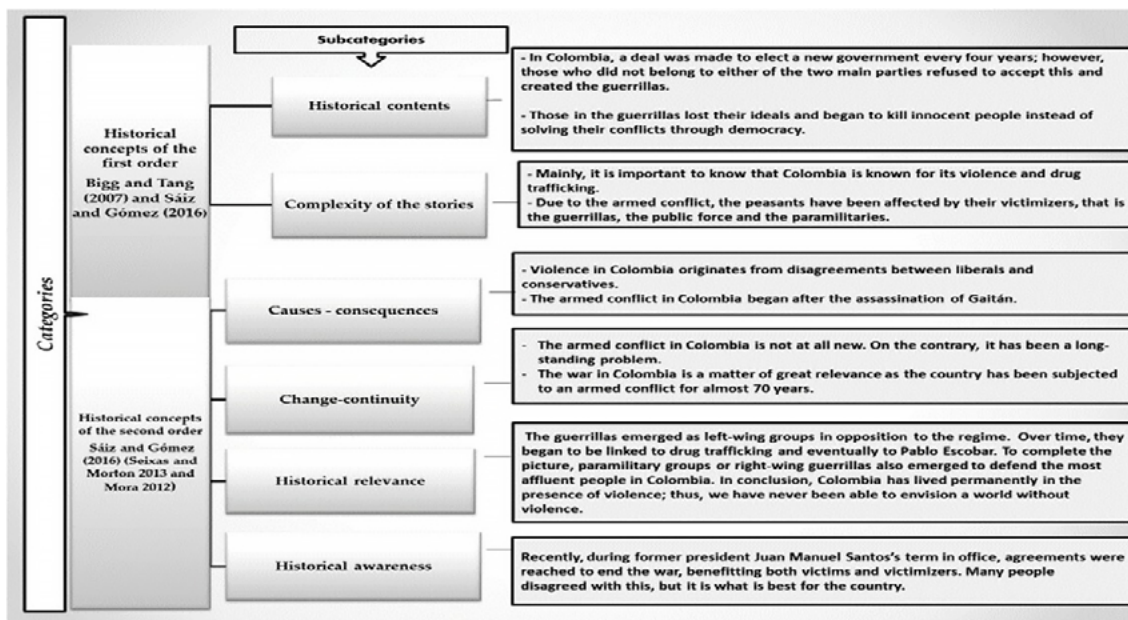 Categories
Subcategories
Historical
concepts of
the first
order
Bigg and Tang
(2007) and Sáiz
and Gómez (2016)
Historical contents
- In Colombia, a deal was made to elect a new government every four years; however,
those who did not belong to either of the two main parties refused to accept this and
created the guerrillas.
- Those in the guerrillas lost their ideals and began to kill innocent people instead of
solving their conflicts through democracy.
Complexity of the stories
- Mainly, it is important to know that Colombia is known for its violence and drug
trafficking.
- Due to the armed conflict, the peasants have been affected by their victimizers, that is
the guerrillas, the public force and the paramilitaries.
Historical concepts
of the second order
Sáiz and Gómez
(2016) (Seixas and
Morton 2013 and
Mora 2012)
Causes - consequences
- Violence in Colombia originates from disagreements between liberals and
conservatives.
- The armed conflict in Colombia began after the assassination of Gaitán.
Change-continuity
- The armed conflict in Colombia is not at all new. On the contrary, it has been a long-
standing problem.
- The war in Colombia is a matter of great relevance as the country has been subjected
to an armed conflict for almost 70 years.
Historical relevance
The guerrillas emerged as left-wing groups in opposition to the regime. Over time, they
began to be linked to drug trafficking and eventually to Pablo Escobar. To complete the
picture, paramilitary groups or right-wing guerrillas also emerged to defend the most
affluent people in Colombia. In conclusion, Colombia has lived permanently in the
presence of violence; thus, we have never been able to envision a world without
violence.
Historical awareness
Recently, during former president Juan Manuel Santos's term in office, agreements were
reached to end the war, benefitting both victims and victimizers. Many people
disagreed with this, but it is what is best for the country.